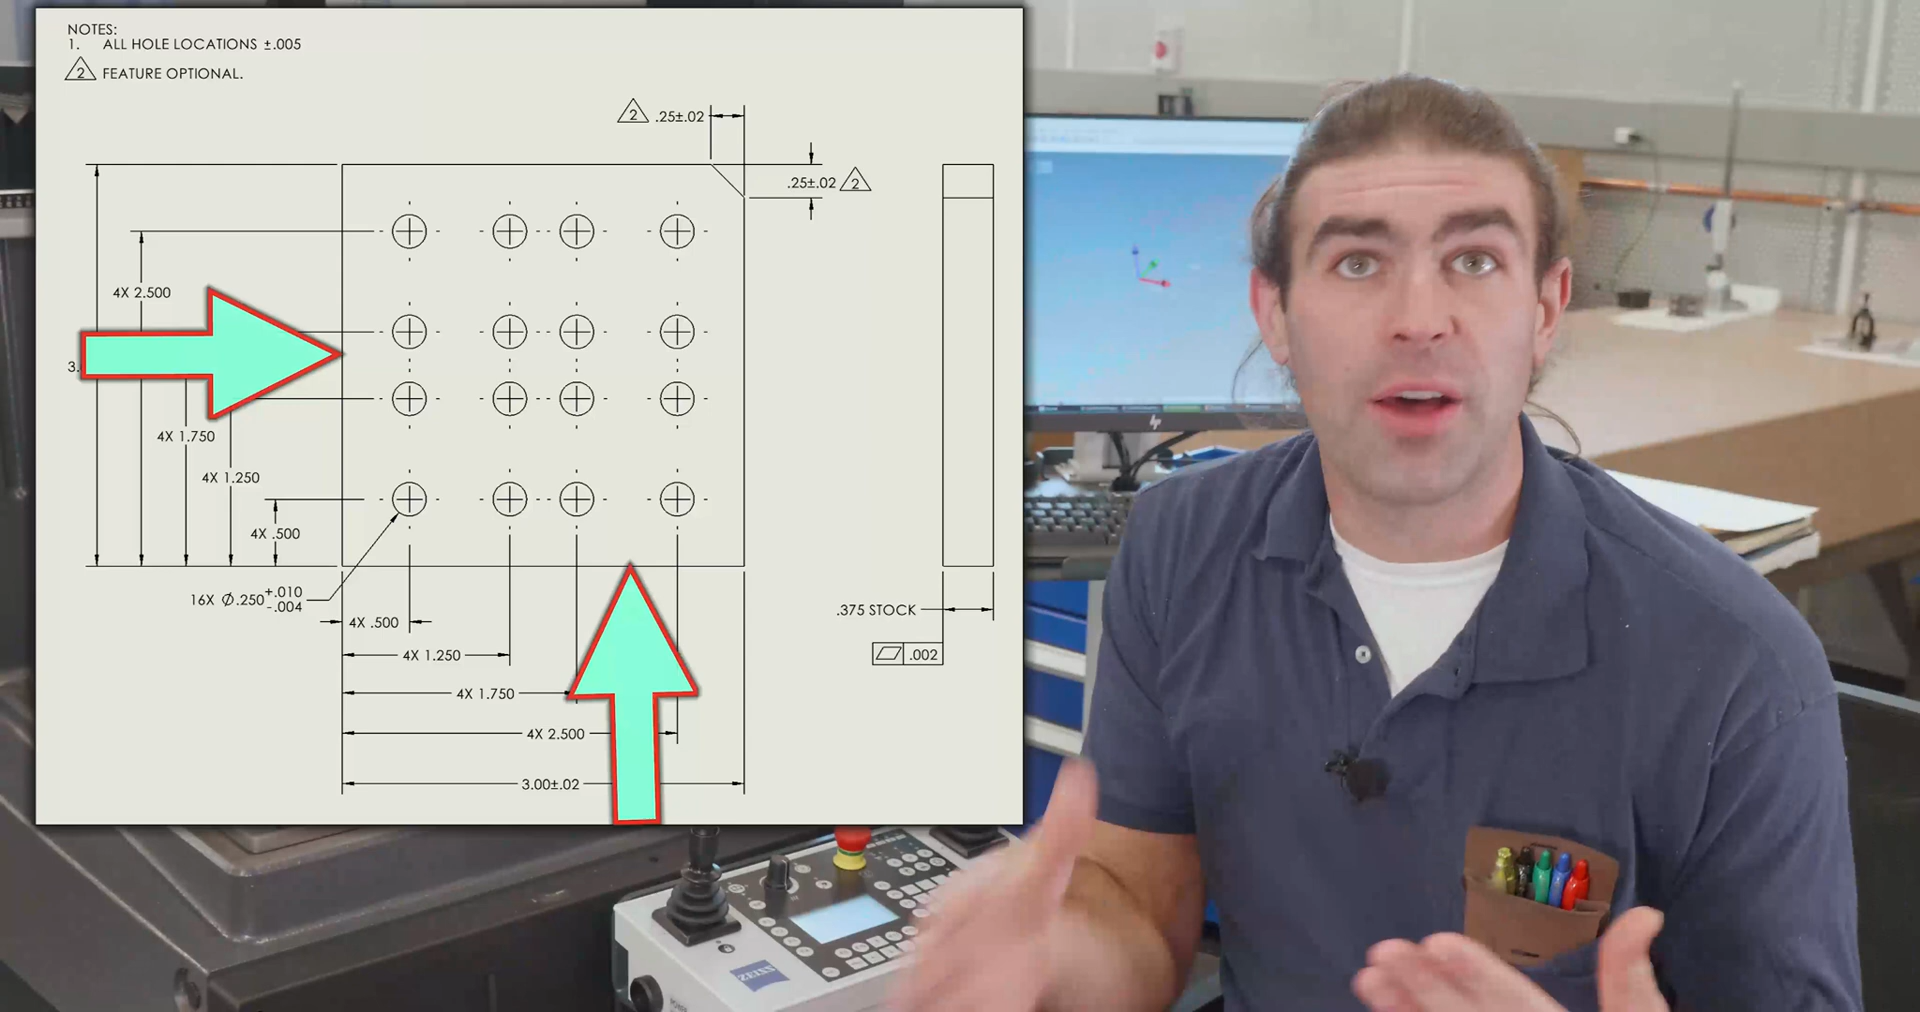 NOTES:
1. ALL HOLE LOCATIONS ±.005
2 FEATURE OPTIONAL.
2 .25±.02
.25±.02 2
4X 2.500
3.
4X 1.750
4X 1.250
4X .500
16X Ø.250 +.010 -.004
4X .500
4X 1.250
4X 1.750
4X 2.500
3.00±.02
.375 STOCK
.002
hp
ZEISS